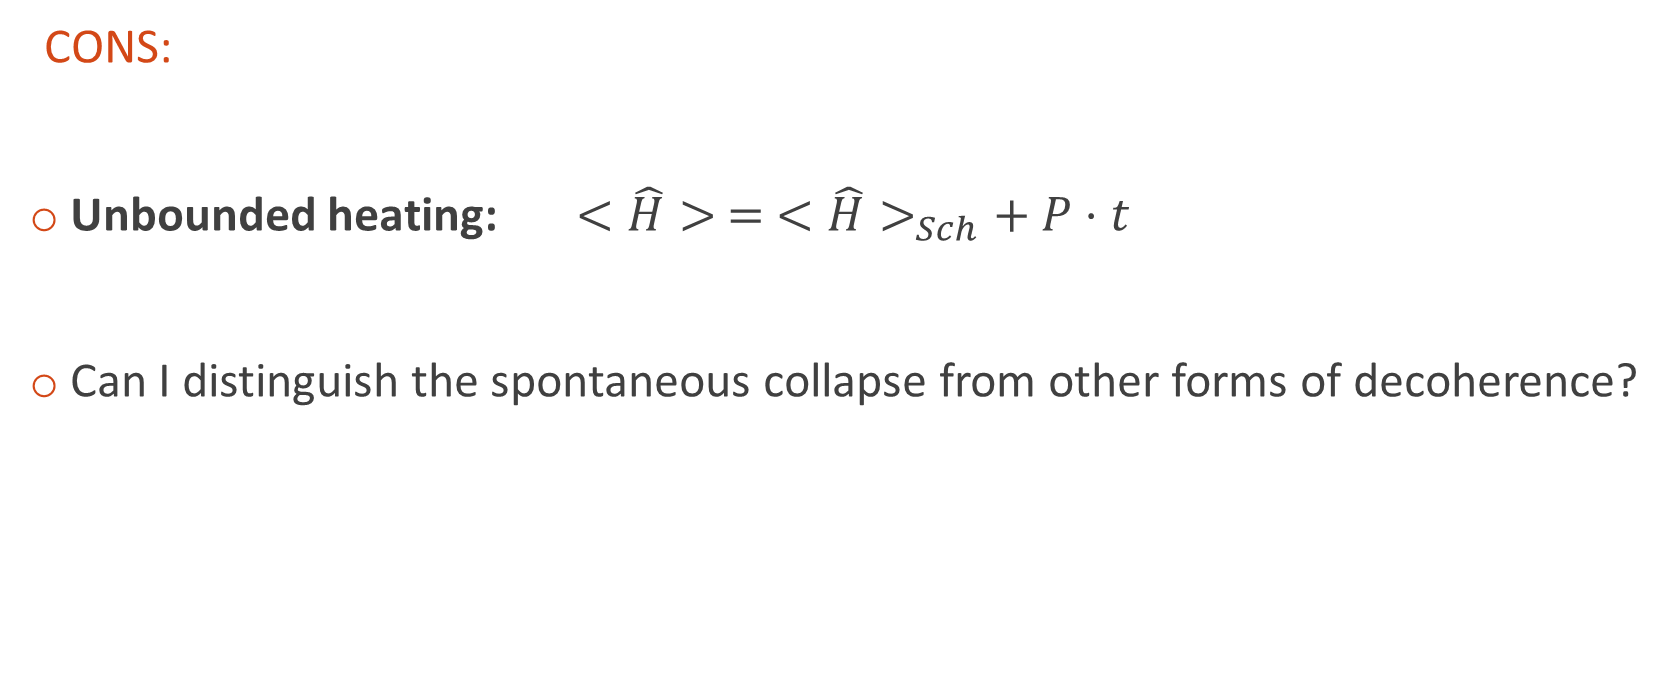 CONS:
○ Unbounded heating: < Ĥ > = < Ĥ >_Sch + P · t
○ Can I distinguish the spontaneous collapse from other forms of decoherence?